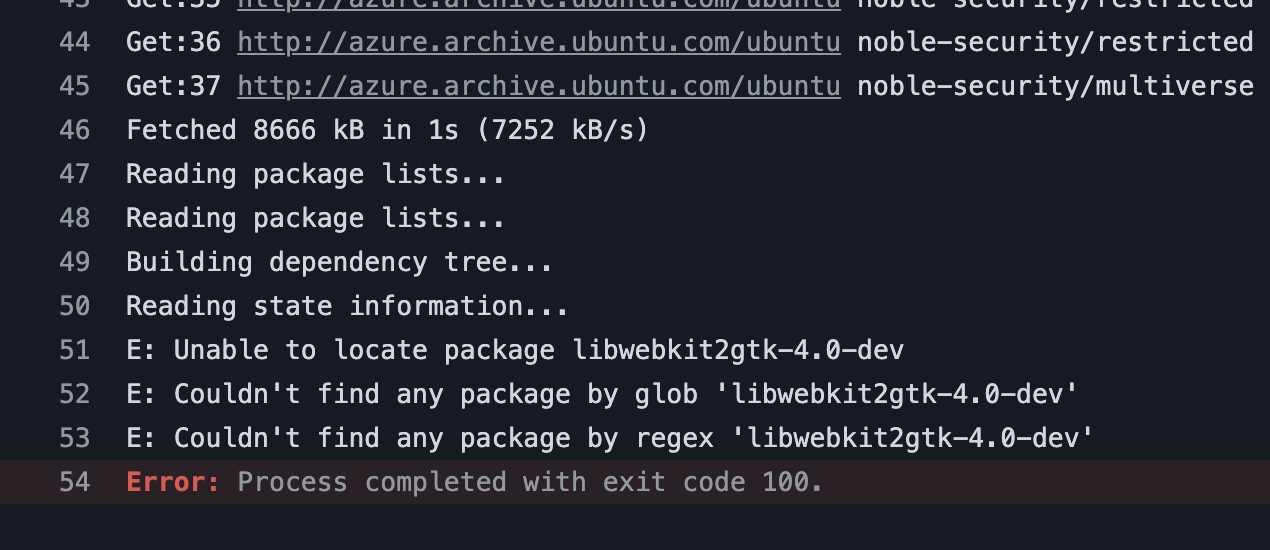 43 Get:35 http://azure.archive.ubuntu.com/ubuntu noble-security/restricted
44 Get:36 http://azure.archive.ubuntu.com/ubuntu noble-security/restricted
45 Get:37 http://azure.archive.ubuntu.com/ubuntu noble-security/multiverse
46 Fetched 8666 kB in 1s (7252 kB/s)
47 Reading package lists...
48 Reading package lists...
49 Building dependency tree...
50 Reading state information...
51 E: Unable to locate package libwebkit2gtk-4.0-dev
52 E: Couldn't find any package by glob 'libwebkit2gtk-4.0-dev'
53 E: Couldn't find any package by regex 'libwebkit2gtk-4.0-dev'
54 Error: Process completed with exit code 100.